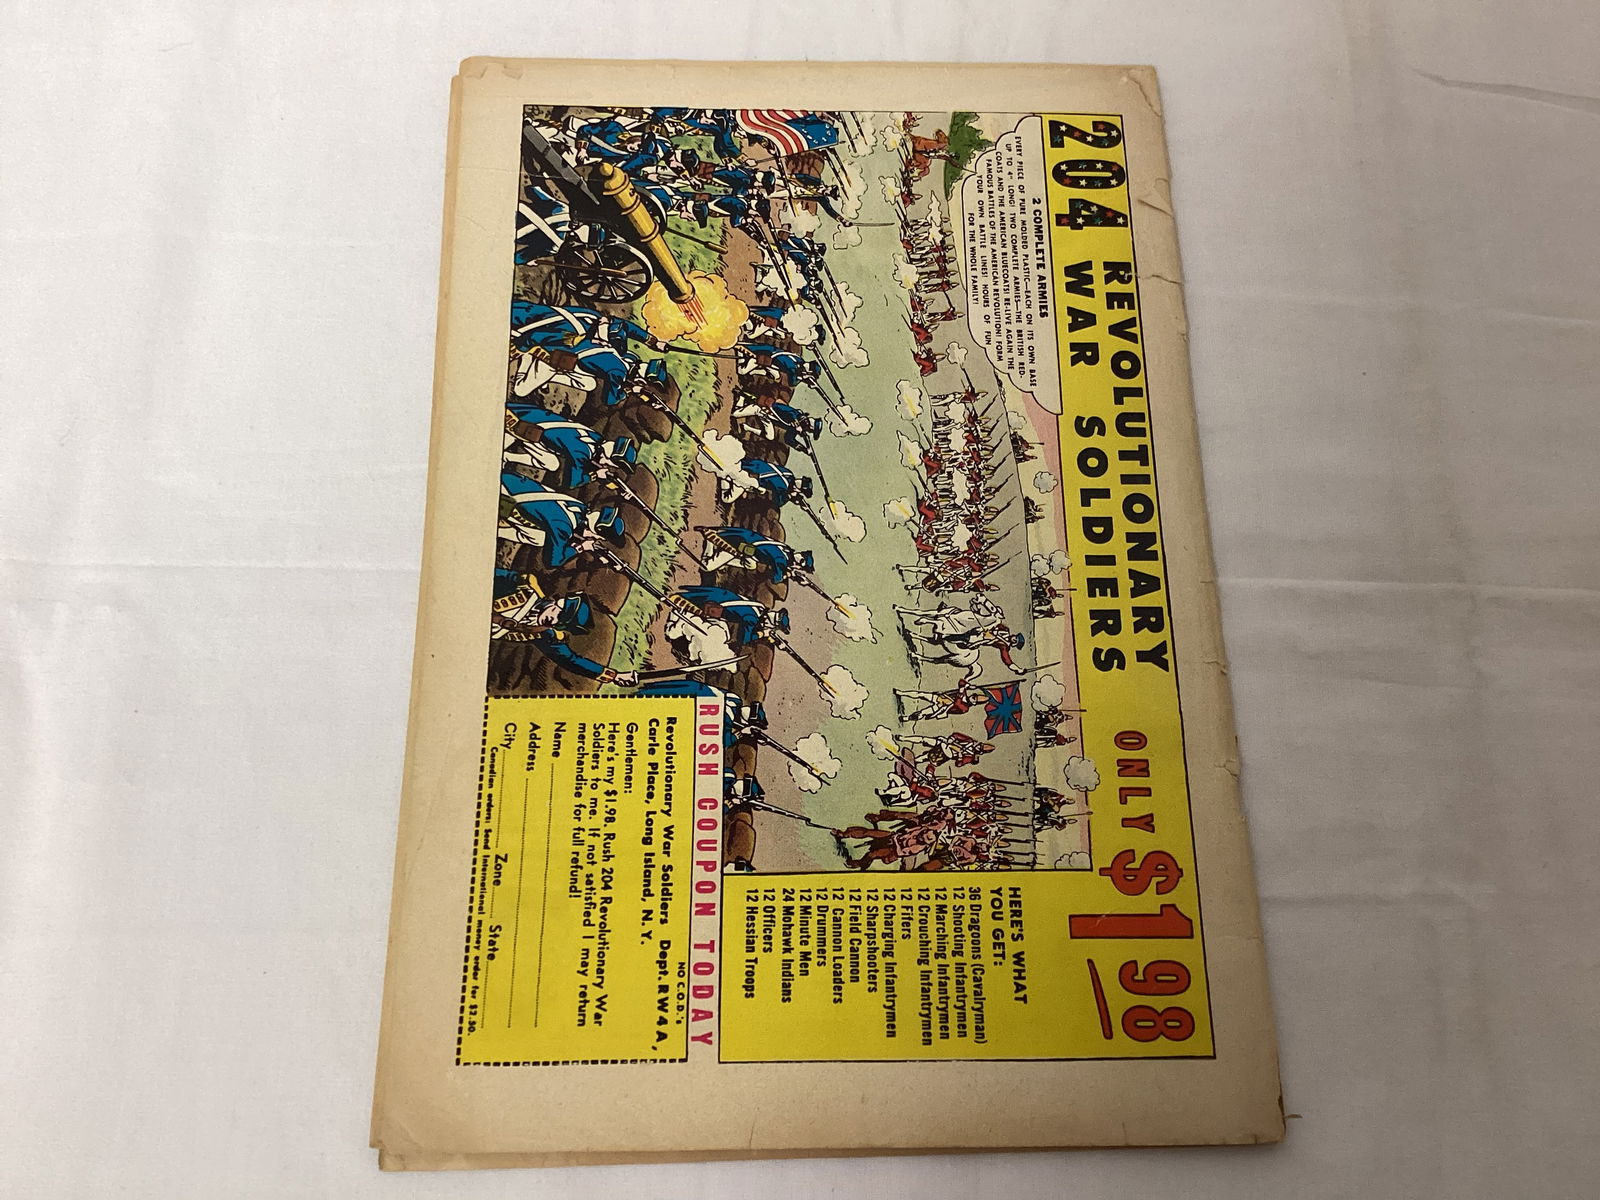 204 REVOLUTIONARY
WAR SOLDIERS
ONLY $1 98
2 COMPLETE ARMIES
EVERY PIECE OF PURE MOLDED PLASTIC—EACH ON ITS OWN BASE
UP TO 4" LONG! TWO COMPLETE ARMIES—THE BRITISH RED-
COATS AND THE AMERICAN BLUECOATS! RE-LIVE AGAIN THE
FAMOUS BATTLES OF THE AMERICAN REVOLUTION! FORM
YOUR OWN BATTLE LINES! HOURS OF FUN
FOR THE WHOLE FAMILY!
HERE'S WHAT
YOU GET:
36 Dragoons (Cavalryman)
12 Shooting Infantrymen
12 Marching Infantrymen
12 Crouching Infantrymen
12 Fifers
12 Charging Infantrymen
12 Sharpshooters
12 Field Cannon
12 Cannon Loaders
12 Drummers
12 Minute Men
24 Mohawk Indians
12 Officers
12 Hessian Troops
RUSH COUPON TODAY
NO C.O.D.'s
Revolutionary War Soldiers Dept. RW4A,
Carle Place, Long Island, N. Y.
Gentlemen:
Here's my $1.98. Rush 204 Revolutionary War
Soldiers to me. If not satisfied I may return
merchandise for full refund!
Name
Address
City Zone State
Canadian orders: Send International money order for $2.50.